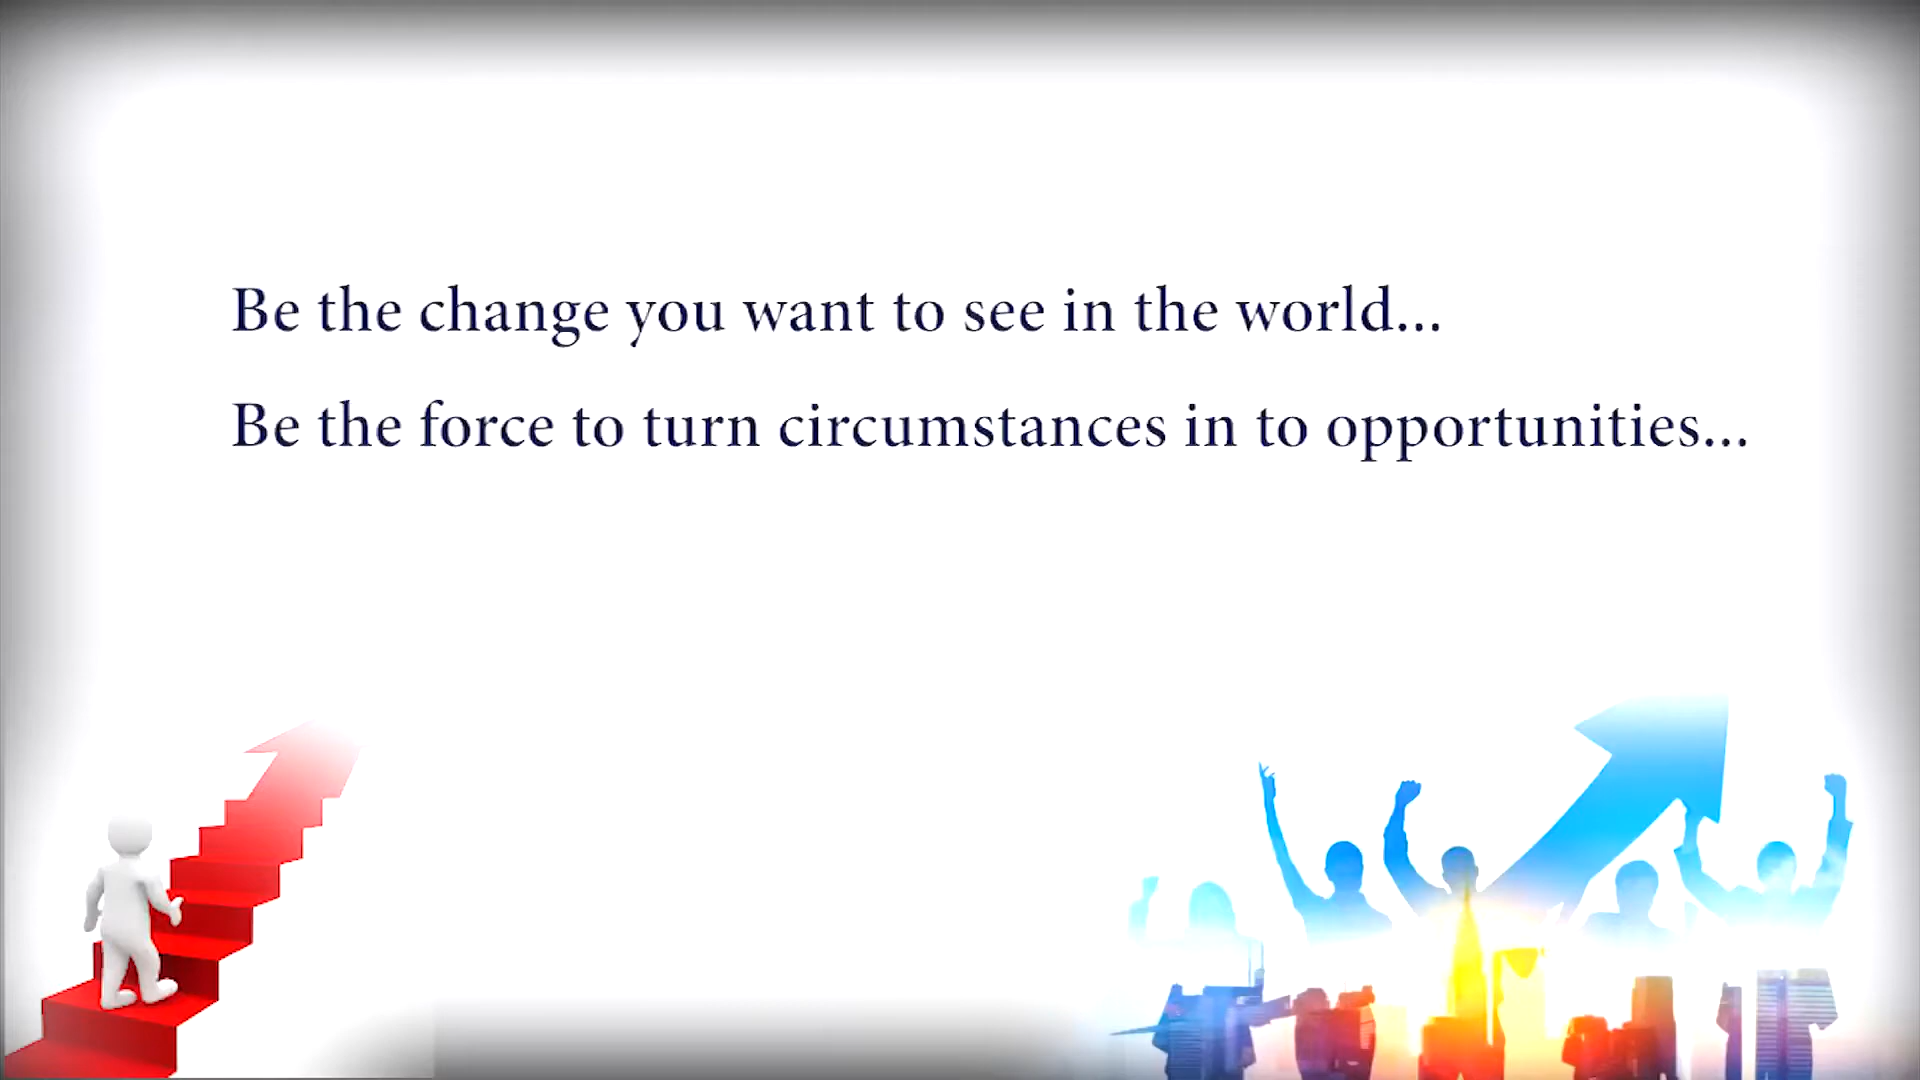 Be the change you want to see in the world...
Be the force to turn circumstances in to opportunities...